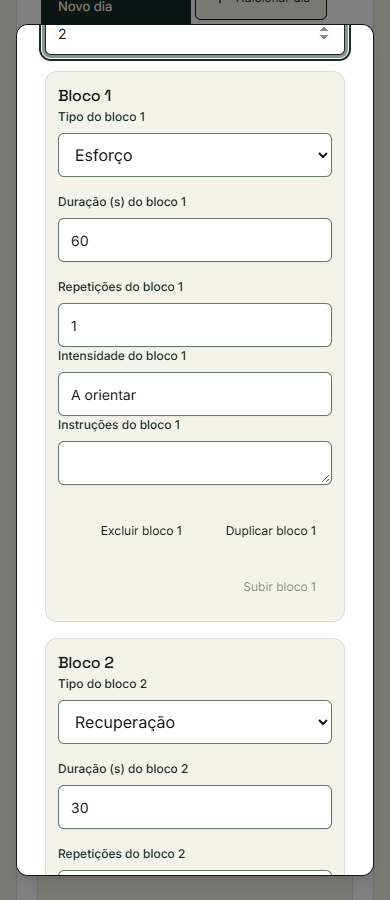 Novo dia
Adicionar dia
2
Bloco 1
Tipo do bloco 1
Esforço
Duração (s) do bloco 1
60
Repetições do bloco 1
1
Intensidade do bloco 1
A orientar
Instruções do bloco 1
Excluir bloco 1
Duplicar bloco 1
Subir bloco 1
Bloco 2
Tipo do bloco 2
Recuperação
Duração (s) do bloco 2
30
Repetições do bloco 2